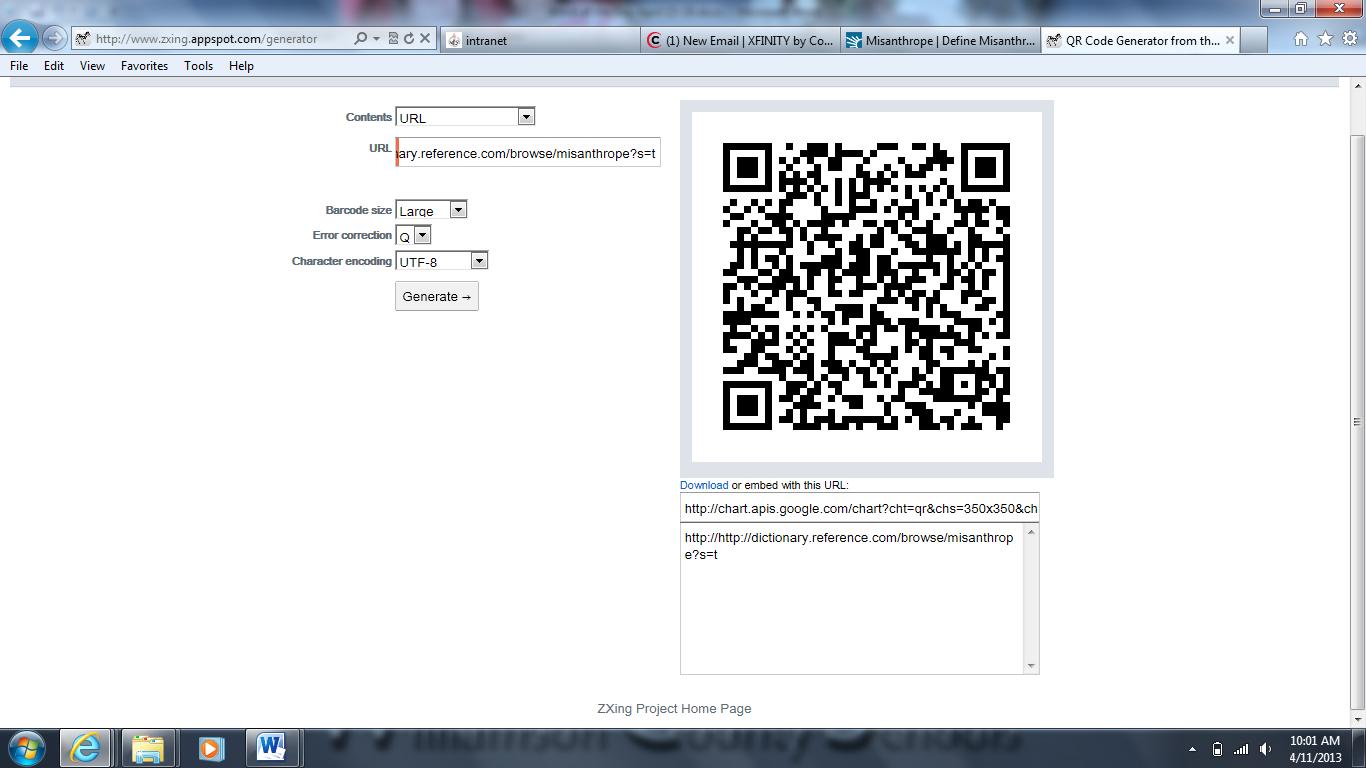 http://www.zxing.appspot.com/generator
intranet
(1) New Email | XFINITY by Co...
Misanthrope | Define Misanthr...
QR Code Generator from th...
File Edit View Favorites Tools Help
Contents URL
URL ary.reference.com/browse/misanthrope?s=t
Barcode size Large
Error correction Q
Character encoding UTF-8
Generate →
Download or embed with this URL:
http://chart.apis.google.com/chart?cht=qr&chs=350x350&ch
http://http://dictionary.reference.com/browse/misanthrop
e?s=t
ZXing Project Home Page
County Schools
10:01 AM
4/11/2013